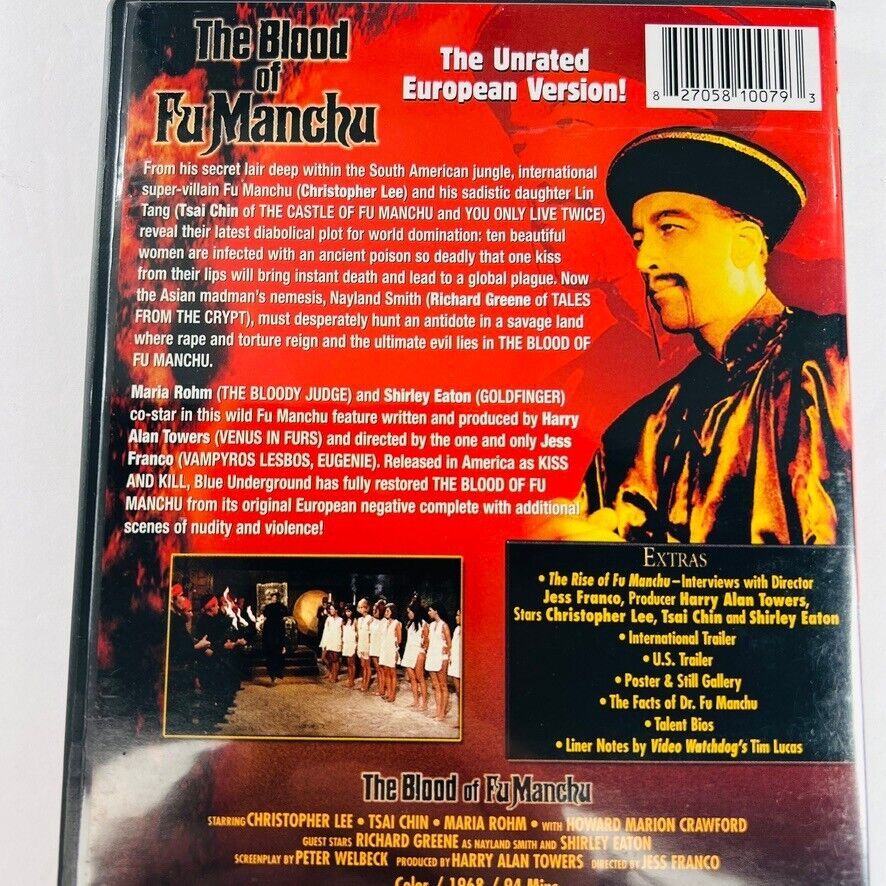 The Blood
of
Fu Manchu
The Unrated
European Version!
8 27058 10079 3
From his secret lair deep within the South American jungle, international
super-villain Fu Manchu (Christopher Lee) and his sadistic daughter Lin
Tang (Tsai Chin of THE CASTLE OF FU MANCHU and YOU ONLY LIVE TWICE)
reveal their latest diabolical plot for world domination: ten beautiful
women are infected with an ancient poison so deadly that one kiss
from their lips will bring instant death and lead to a global plague. Now
the Asian madman's nemesis, Nayland Smith (Richard Greene of TALES
FROM THE CRYPT), must desperately hunt an antidote in a savage land
where rape and torture reign and the ultimate evil lies in THE BLOOD OF
FU MANCHU.
Maria Rohm (THE BLOODY JUDGE) and Shirley Eaton (GOLDFINGER)
co-star in this wild Fu Manchu feature written and produced by Harry
Alan Towers (VENUS IN FURS) and directed by the one and only Jess
Franco (VAMPYROS LESBOS, EUGENIE). Released in America as KISS
AND KILL, Blue Underground has fully restored THE BLOOD OF FU
MANCHU from its original European negative complete with additional
scenes of nudity and violence!
EXTRAS
• The Rise of Fu Manchu—Interviews with Director
Jess Franco, Producer Harry Alan Towers,
Stars Christopher Lee, Tsai Chin and Shirley Eaton
• International Trailer
• U.S. Trailer
• Poster & Still Gallery
• The Facts of Dr. Fu Manchu
• Talent Bios
• Liner Notes by Video Watchdog's Tim Lucas
The Blood of Fu Manchu
STARRING CHRISTOPHER LEE • TSAI CHIN • MARIA ROHM • WITH HOWARD MARION CRAWFORD
GUEST STARS RICHARD GREENE AS NAYLAND SMITH AND SHIRLEY EATON
SCREENPLAY BY PETER WELBECK PRODUCED BY HARRY ALAN TOWERS DIRECTED BY JESS FRANCO
Color / 1968 / 94 Mins